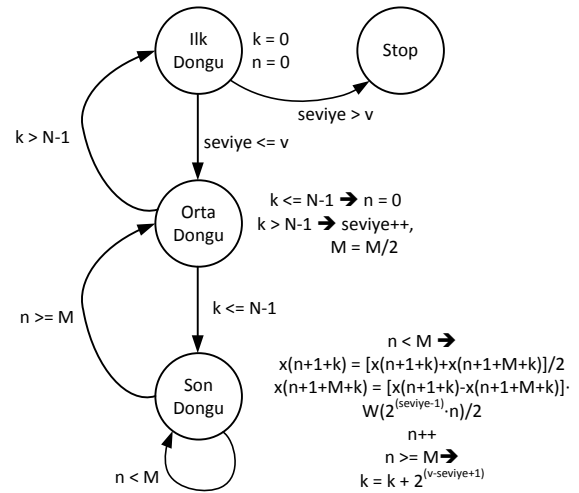 Ilk
Dongu
k = 0
n = 0
Stop
seviye > v
k > N-1
seviye <= v
Orta
Dongu
k <= N-1 🡺 n = 0
k > N-1 🡺 seviye++,
M = M/2
n >= M
k <= N-1
Son
Dongu
n < M
n < M 🡺
x(n+1+k) = [x(n+1+k)+x(n+1+M+k)]/2
x(n+1+M+k) = [x(n+1+k)-x(n+1+M+k)]·
W(2^(seviye-1)·n)/2
n++
n >= M🡺
k = k + 2^(v-seviye+1)